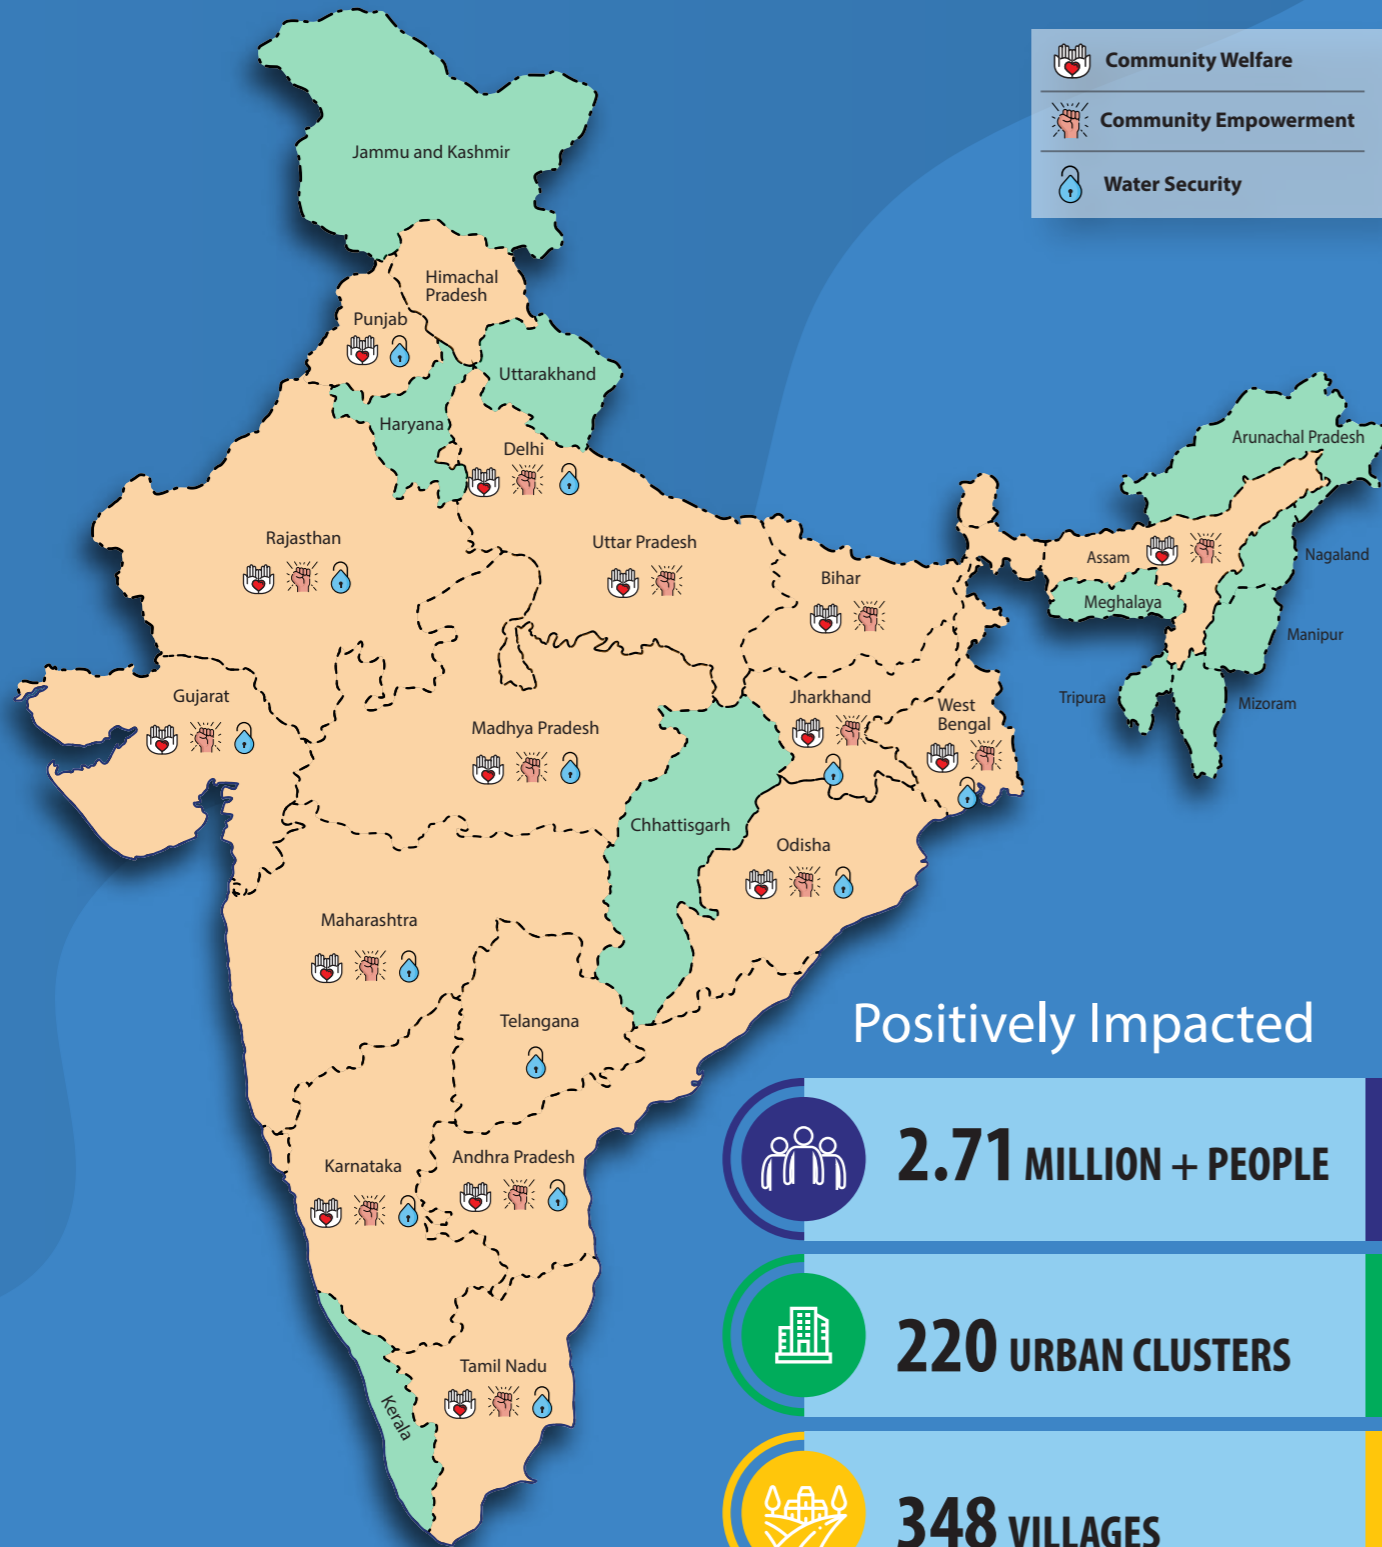 Community Welfare
Community Empowerment
Water Security
Jammu and Kashmir
Himachal
Pradesh
Punjab
Uttarakhand
Haryana
Delhi
Arunachal Pradesh
Rajasthan
Uttar Pradesh
Bihar
Assam
Nagaland
Meghalaya
Manipur
Gujarat
Jharkhand
Tripura
Mizoram
West
Bengal
Madhya Pradesh
Chhattisgarh
Odisha
Maharashtra
Telangana
Karnataka
Andhra Pradesh
Tamil Nadu
Kerala
Positively Impacted
2.71 MILLION + PEOPLE
220 URBAN CLUSTERS
348 VILLAGES